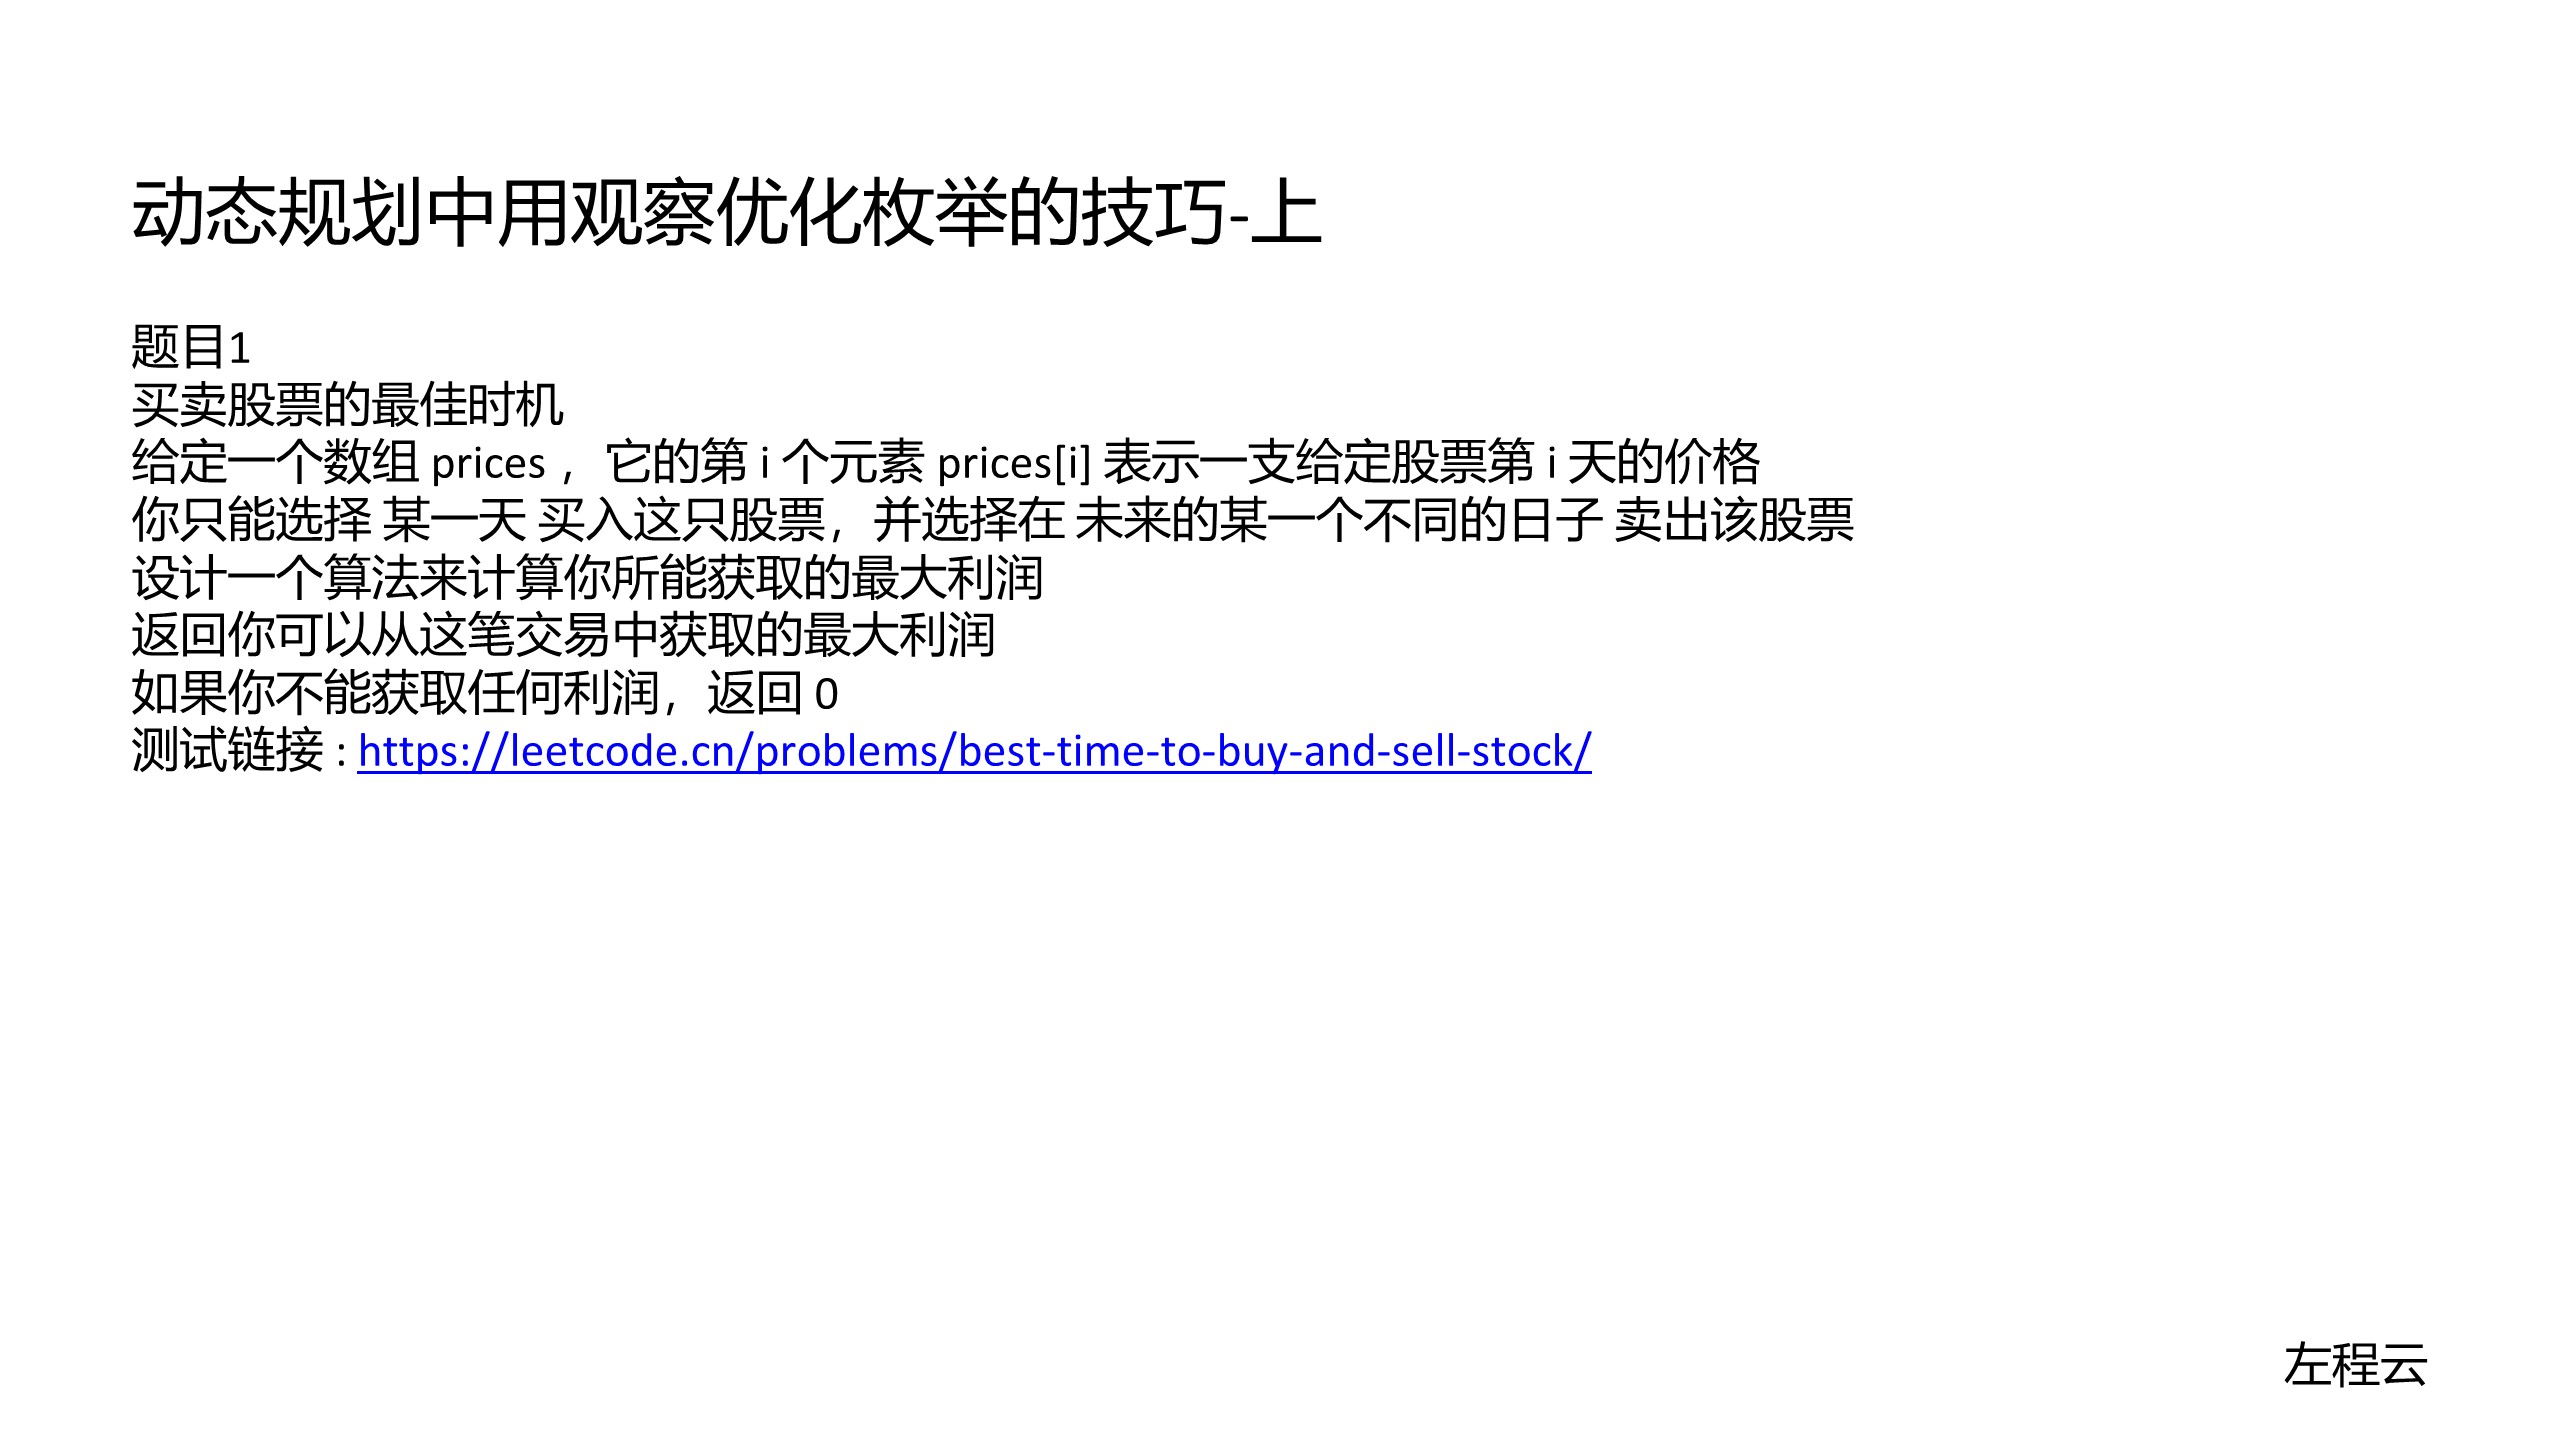 动态规划中用观察优化枚举的技巧-上
题目1
买卖股票的最佳时机
给定一个数组 prices ，它的第 i 个元素 prices[i] 表示一支给定股票第 i 天的价格
你只能选择 某一天 买入这只股票，并选择在 未来的某一个不同的日子 卖出该股票
设计一个算法来计算你所能获取的最大利润
返回你可以从这笔交易中获取的最大利润
如果你不能获取任何利润，返回 0
测试链接 : https://leetcode.cn/problems/best-time-to-buy-and-sell-stock/
左程云